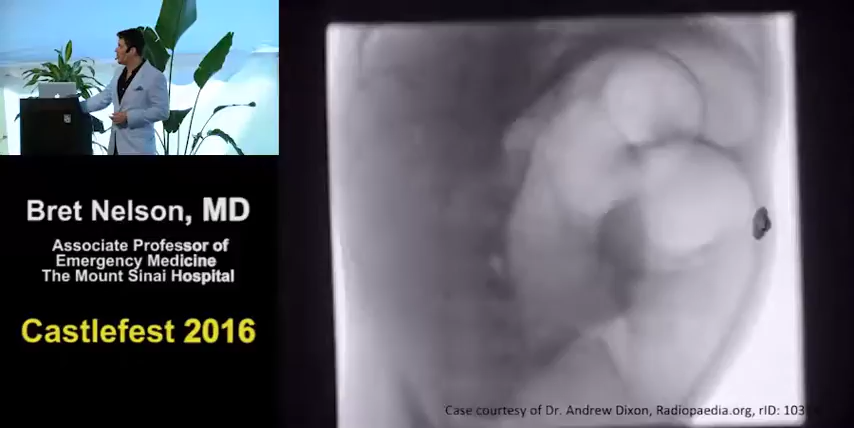 Bret Nelson, MD
Associate Professor of
Emergency Medicine
The Mount Sinai Hospital
Castlefest 2016
Case courtesy of Dr. Andrew Dixon, Radiopaedia.org, rID: